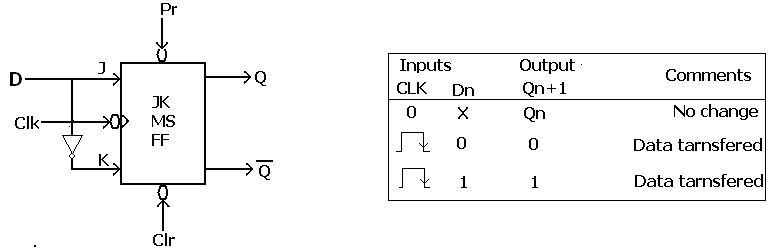 Pr
D
J
Q
Clk
JK
MS
FF
K
Q
Clr
Inputs Output Comments
CLK Dn Qn+1
0 X Qn No change
0 0 Data tarnsfered
1 1 Data tarnsfered